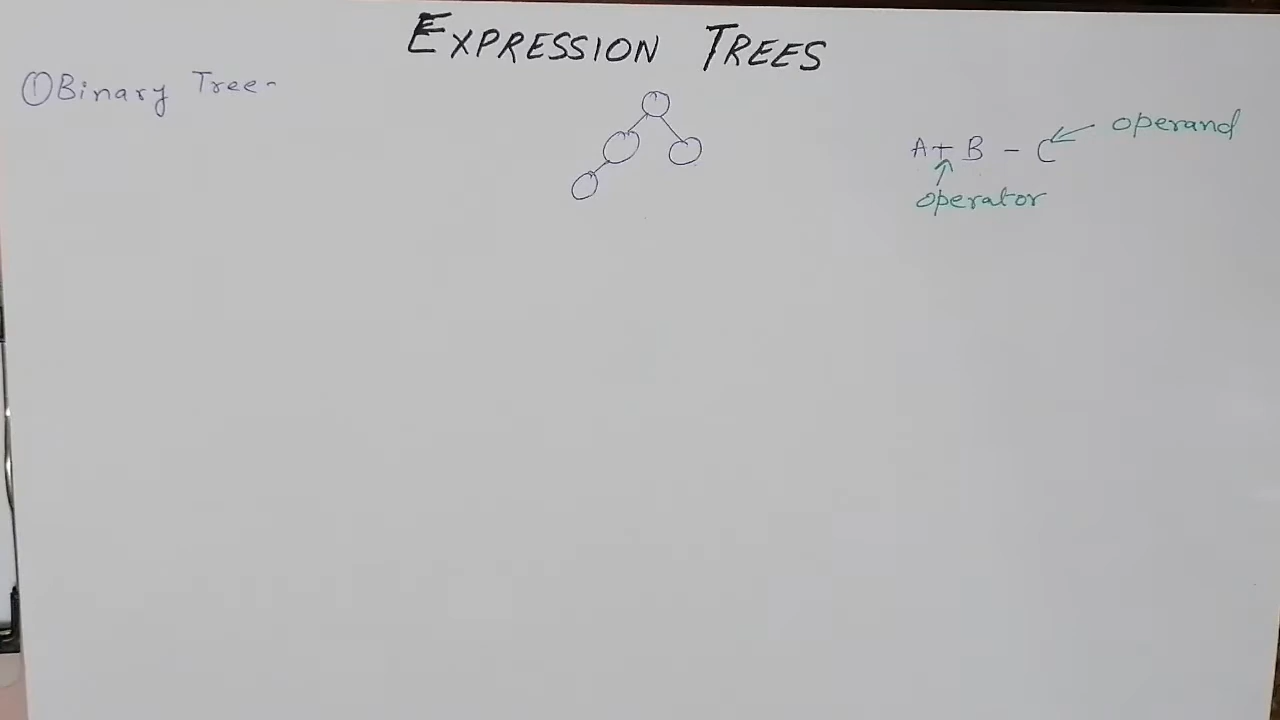 EXPRESSION TREES
① Binary Tree-
A + B - C
operand
operator